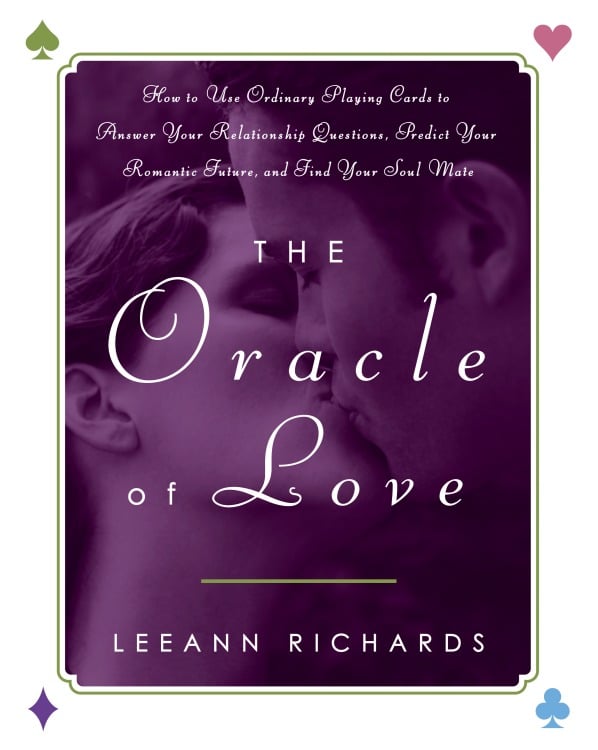 How to Use Ordinary Playing Cards to
Answer Your Relationship Questions, Predict Your
Romantic Future, and Find Your Soul Mate
THE
Oracle
of Love
LEEANN RICHARDS